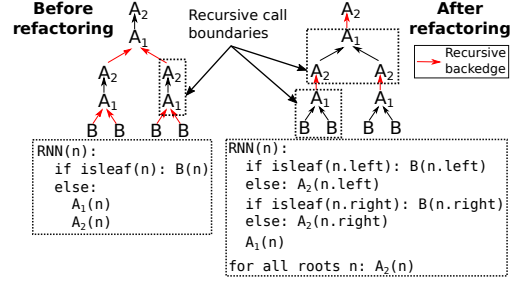 Before
refactoring
Recursive call
boundaries
After
refactoring
Recursive
backedge
A₂
A₁
A₂ A₂
A₁ A₁
B B B B
A₂
A₁
A₂ A₂
A₁ A₁
B B B B
RNN(n):
if isleaf(n): B(n)
else:
A₁(n)
A₂(n)
RNN(n):
if isleaf(n.left): B(n.left)
else: A₂(n.left)
if isleaf(n.right): B(n.right)
else: A₂(n.right)
A₁(n)
for all roots n: A₂(n)